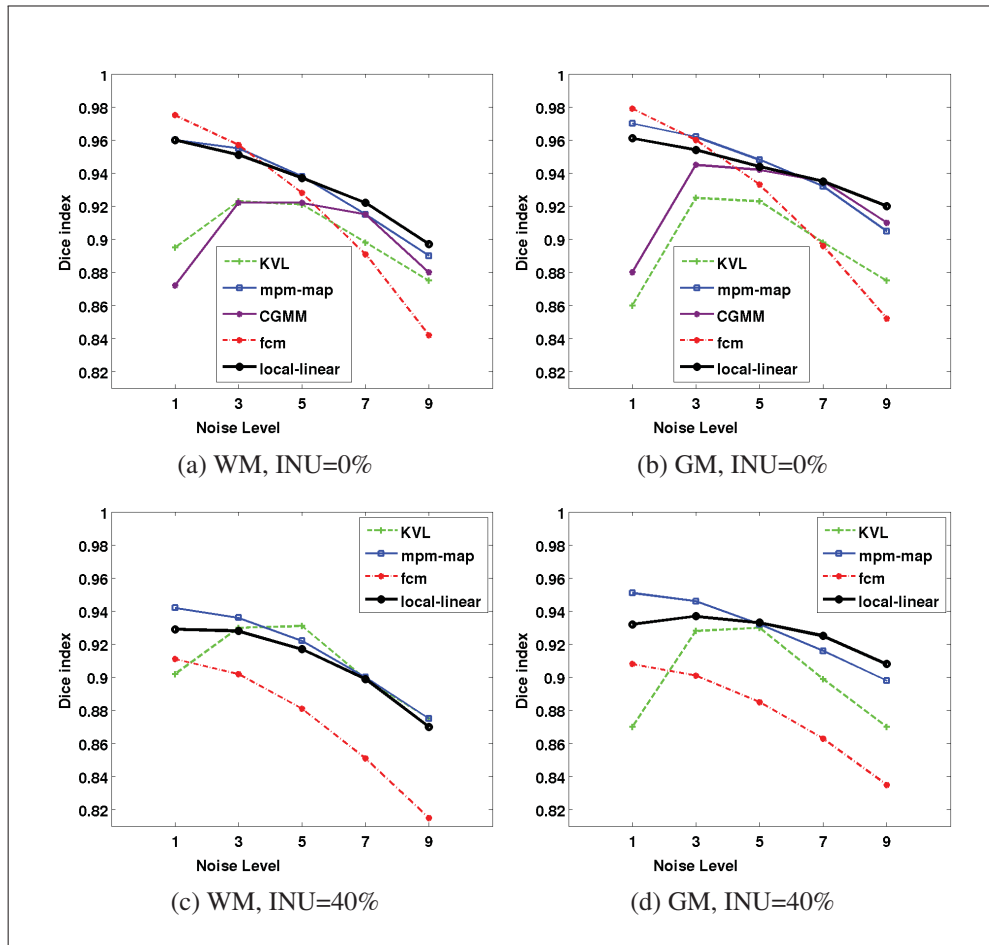 1
0.98
0.96
0.94
0.92
0.9
0.88
0.86
0.84
0.82
Dice index
KVL
mpm-map
CGMM
fcm
local-linear
1 3 5 7 9
Noise Level
(a) WM, INU=0%
1
0.98
0.96
0.94
0.92
0.9
0.88
0.86
0.84
0.82
Dice index
KVL
mpm-map
CGMM
fcm
local-linear
1 3 5 7 9
Noise Level
(b) GM, INU=0%
1
0.98
0.96
0.94
0.92
0.9
0.88
0.86
0.84
0.82
Dice index
KVL
mpm-map
fcm
local-linear
1 3 5 7 9
Noise Level
(c) WM, INU=40%
1
0.98
0.96
0.94
0.92
0.9
0.88
0.86
0.84
0.82
Dice index
KVL
mpm-map
fcm
local-linear
1 3 5 7 9
Noise Level
(d) GM, INU=40%